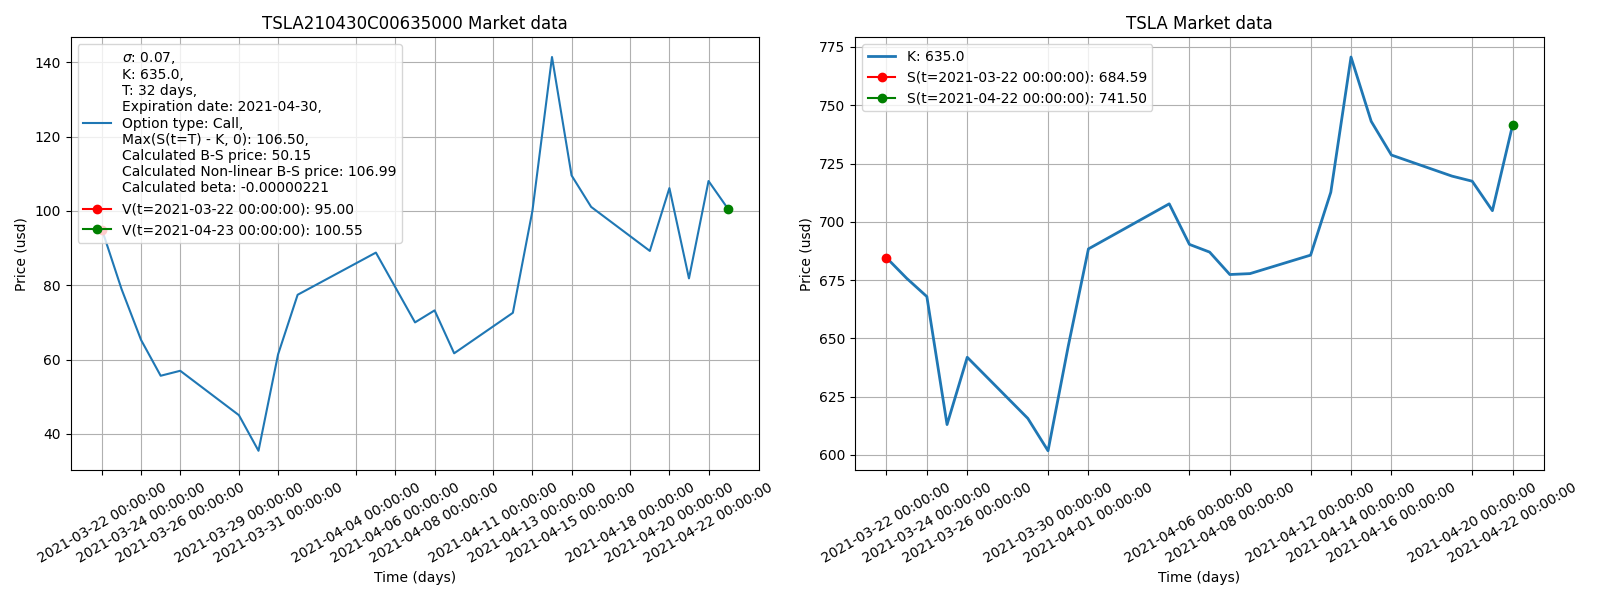 TSLA210430C00635000 Market data
σ: 0.07,
K: 635.0,
T: 32 days,
Expiration date: 2021-04-30,
Option type: Call,
Max(S(t=T) - K, 0): 106.50,
Calculated B-S price: 50.15
Calculated Non-linear B-S price: 106.99
Calculated beta: -0.00000221
V(t=2021-03-22 00:00:00): 95.00
V(t=2021-04-23 00:00:00): 100.55
Price (usd)
140
120
100
80
60
40
2021-03-22 00:00:00
2021-03-24 00:00:00
2021-03-26 00:00:00
2021-03-29 00:00:00
2021-03-31 00:00:00
2021-04-04 00:00:00
2021-04-06 00:00:00
2021-04-08 00:00:00
2021-04-11 00:00:00
2021-04-13 00:00:00
2021-04-15 00:00:00
2021-04-18 00:00:00
2021-04-20 00:00:00
2021-04-22 00:00:00
Time (days)
TSLA Market data
K: 635.0
S(t=2021-03-22 00:00:00): 684.59
S(t=2021-04-22 00:00:00): 741.50
Price (usd)
775
750
725
700
675
650
625
600
2021-03-22 00:00:00
2021-03-24 00:00:00
2021-03-26 00:00:00
2021-03-30 00:00:00
2021-04-01 00:00:00
2021-04-06 00:00:00
2021-04-08 00:00:00
2021-04-12 00:00:00
2021-04-14 00:00:00
2021-04-16 00:00:00
2021-04-20 00:00:00
2021-04-22 00:00:00
Time (days)